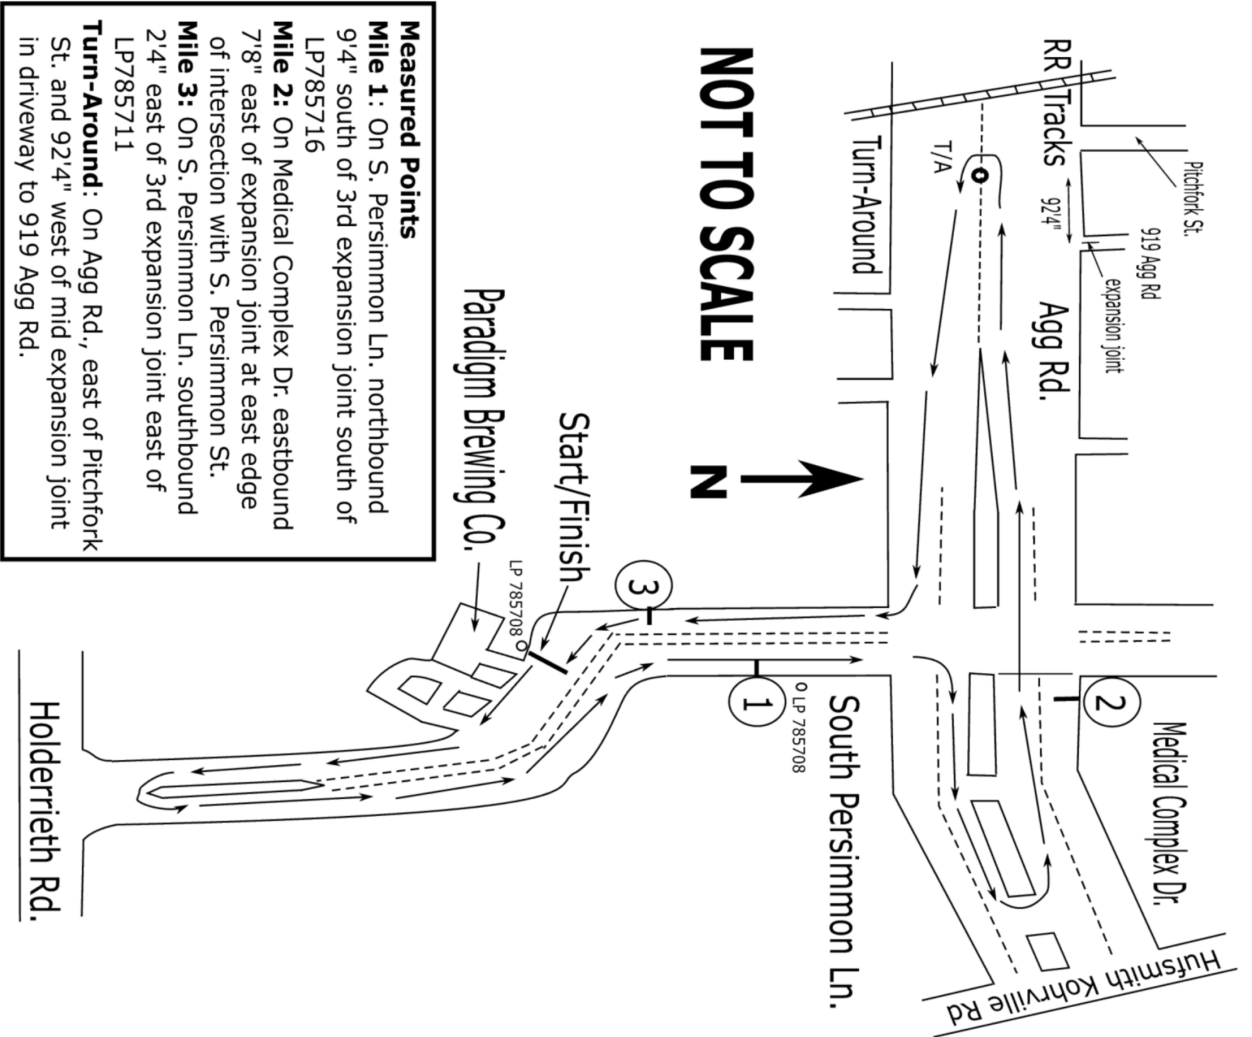 Measured Points
Mile 1: On S. Persimmon Ln. northbound
9'4" south of 3rd expansion joint south of
LP785716
Mile 2: On Medical Complex Dr. eastbound
7'8" east of expansion joint at east edge
of intersection with S. Persimmon St.
Mile 3: On S. Persimmon Ln. southbound
2'4" east of 3rd expansion joint east of
LP785711
Turn-Around: On Agg Rd., east of Pitchfork
St. and 92'4" west of mid expansion joint
in driveway to 919 Agg Rd.
Pitchfork St.
RR Tracks
92'4"
919 Agg Rd
expansion joint
Agg Rd.
T/A
Turn-Around
NOT TO SCALE
N
Start/Finish
Paradigm Brewing Co.
LP 785708
3
1
LP 785708
2
South Persimmon Ln.
Medical Complex Dr.
Hufsmith Kohrville Rd
Holderrieth Rd.